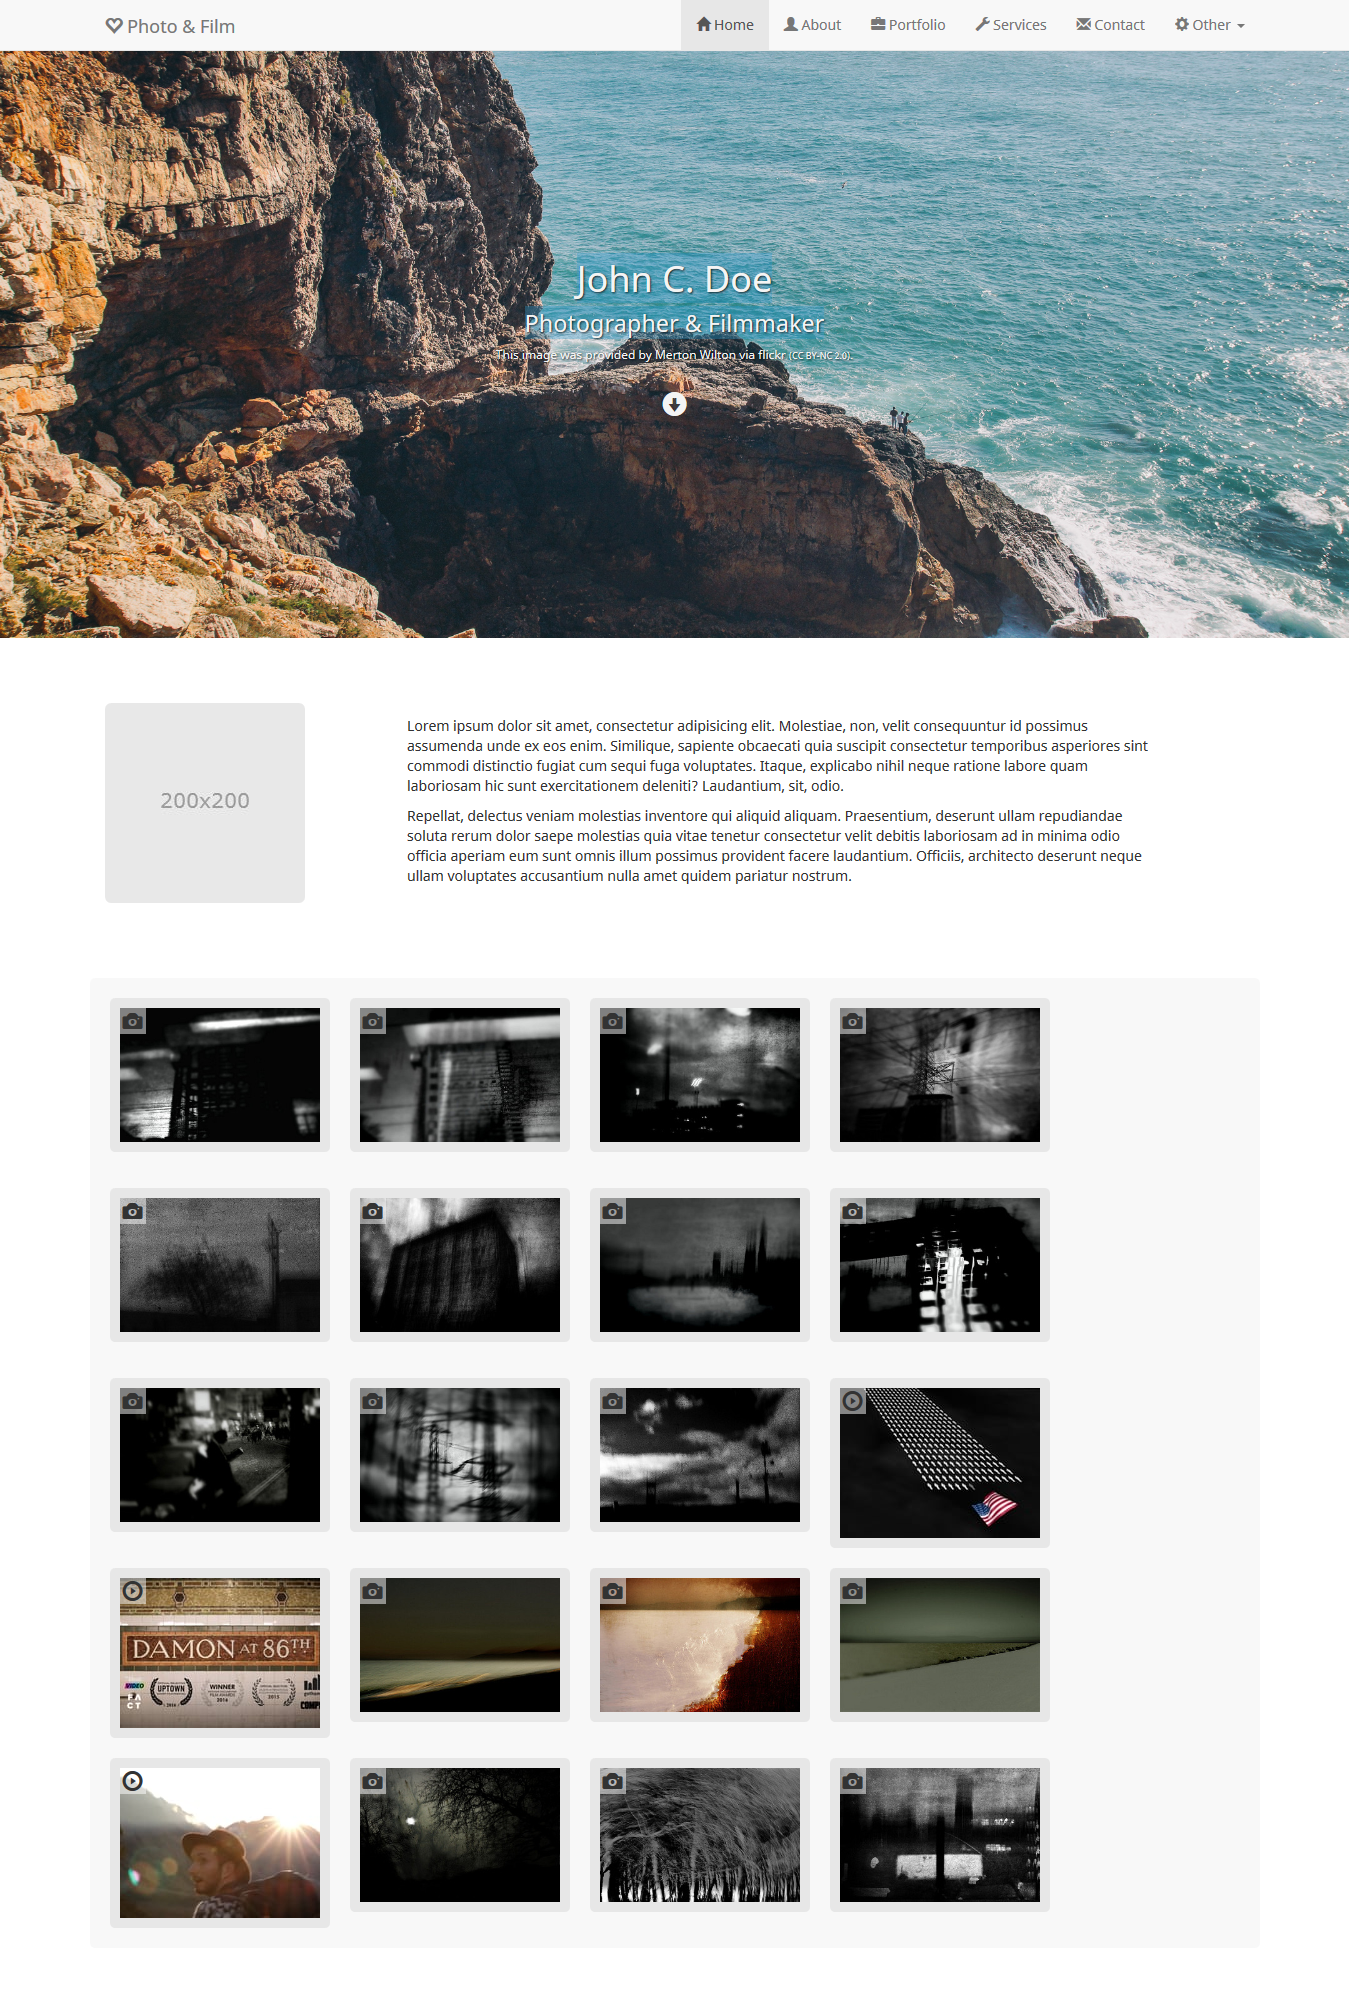 Photo & Film
Home About Portfolio Services Contact Other
John C. Doe
Photographer & Filmmaker
This image was provided by Merton Wilton via flickr (CC BY-NC 2.0).
200x200
Lorem ipsum dolor sit amet, consectetur adipisicing elit. Molestiae, non, velit consequuntur id possimus
assumenda unde ex eos enim. Similique, sapiente obcaecati quia suscipit consectetur temporibus asperiores sint
commodi distinctio fugiat cum sequi fuga voluptates. Itaque, explicabo nihil neque ratione labore quam
laboriosam hic sunt exercitationem deleniti? Laudantium, sit, odio.
Repellat, delectus veniam molestias inventore qui aliquid aliquam. Praesentium, deserunt ullam repudiandae
soluta rerum dolor saepe molestias quia vitae tenetur consectetur velit debitis laboriosam ad in minima odio
officia aperiam eum sunt omnis illum possimus provident facere laudantium. Officiis, architecto deserunt neque
ullam voluptates accusantium nulla amet quidem pariatur nostrum.
DAMON AT 86TH
VIDEO
FACT
UPTOWN
WINNER
2016
2015